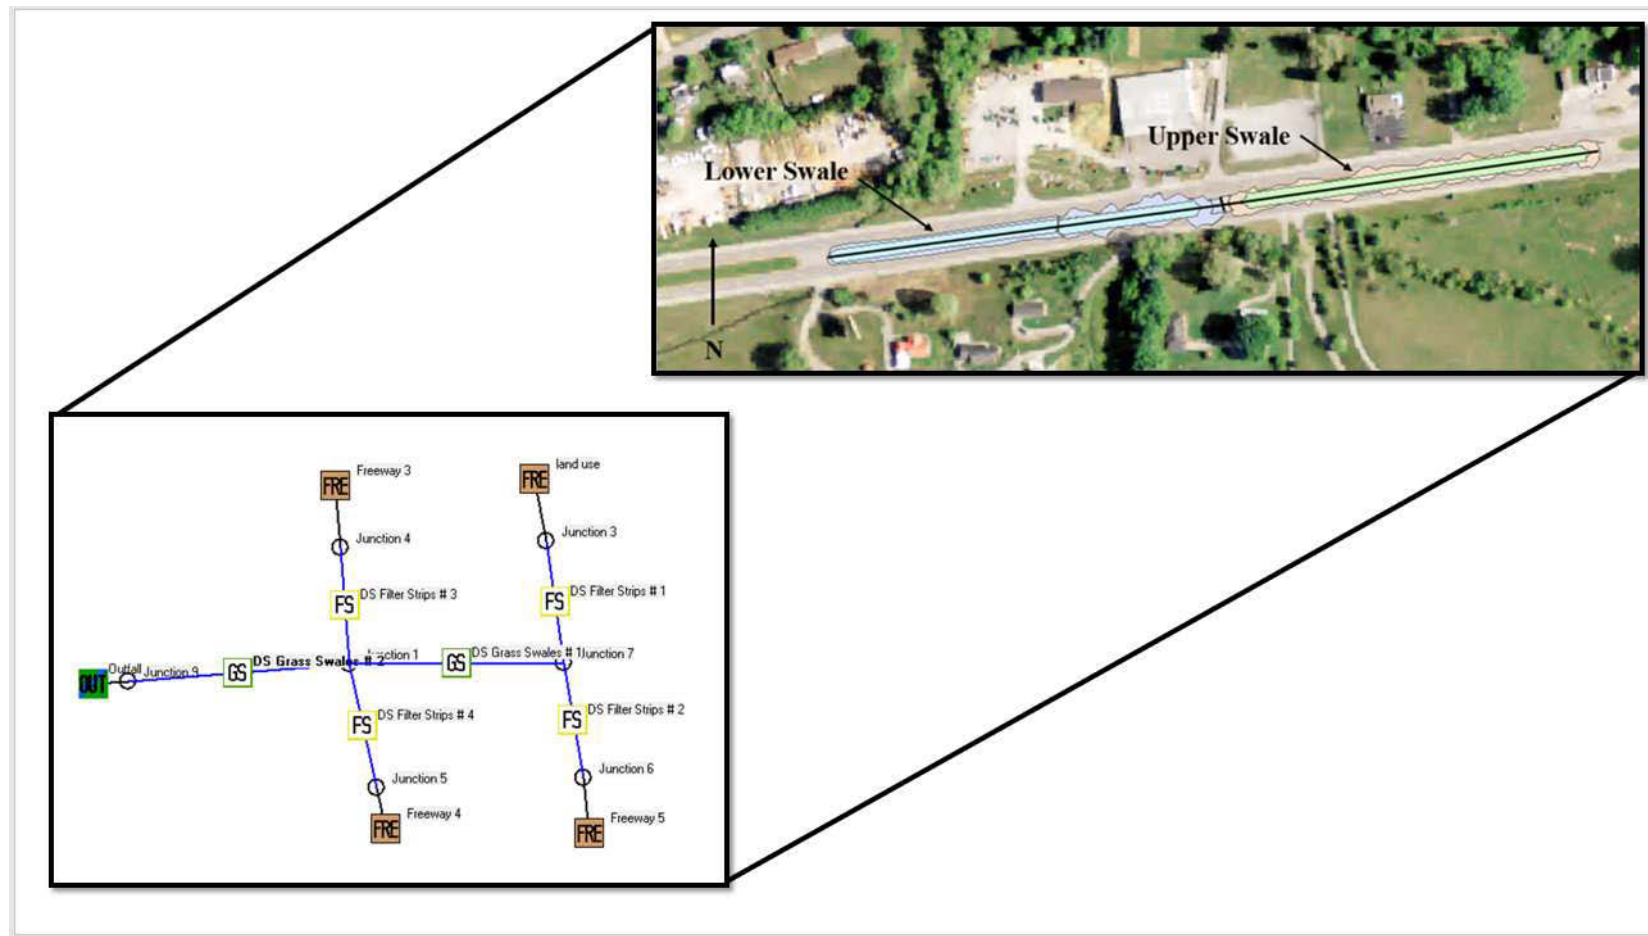 Upper Swale
Lower Swale
N
Freeway 3
FRE
land use
FRE
Junction 4
Junction 3
DS Filter Strips # 3
FS
DS Filter Strips # 1
FS
Outfall
OUT
Junction 9
GS
DS Grass Swales # 2
Junction 1
GS
DS Grass Swales # 1
Junction 7
FS
DS Filter Strips # 4
FS
DS Filter Strips # 2
Junction 5
Junction 6
FRE
Freeway 4
FRE
Freeway 5